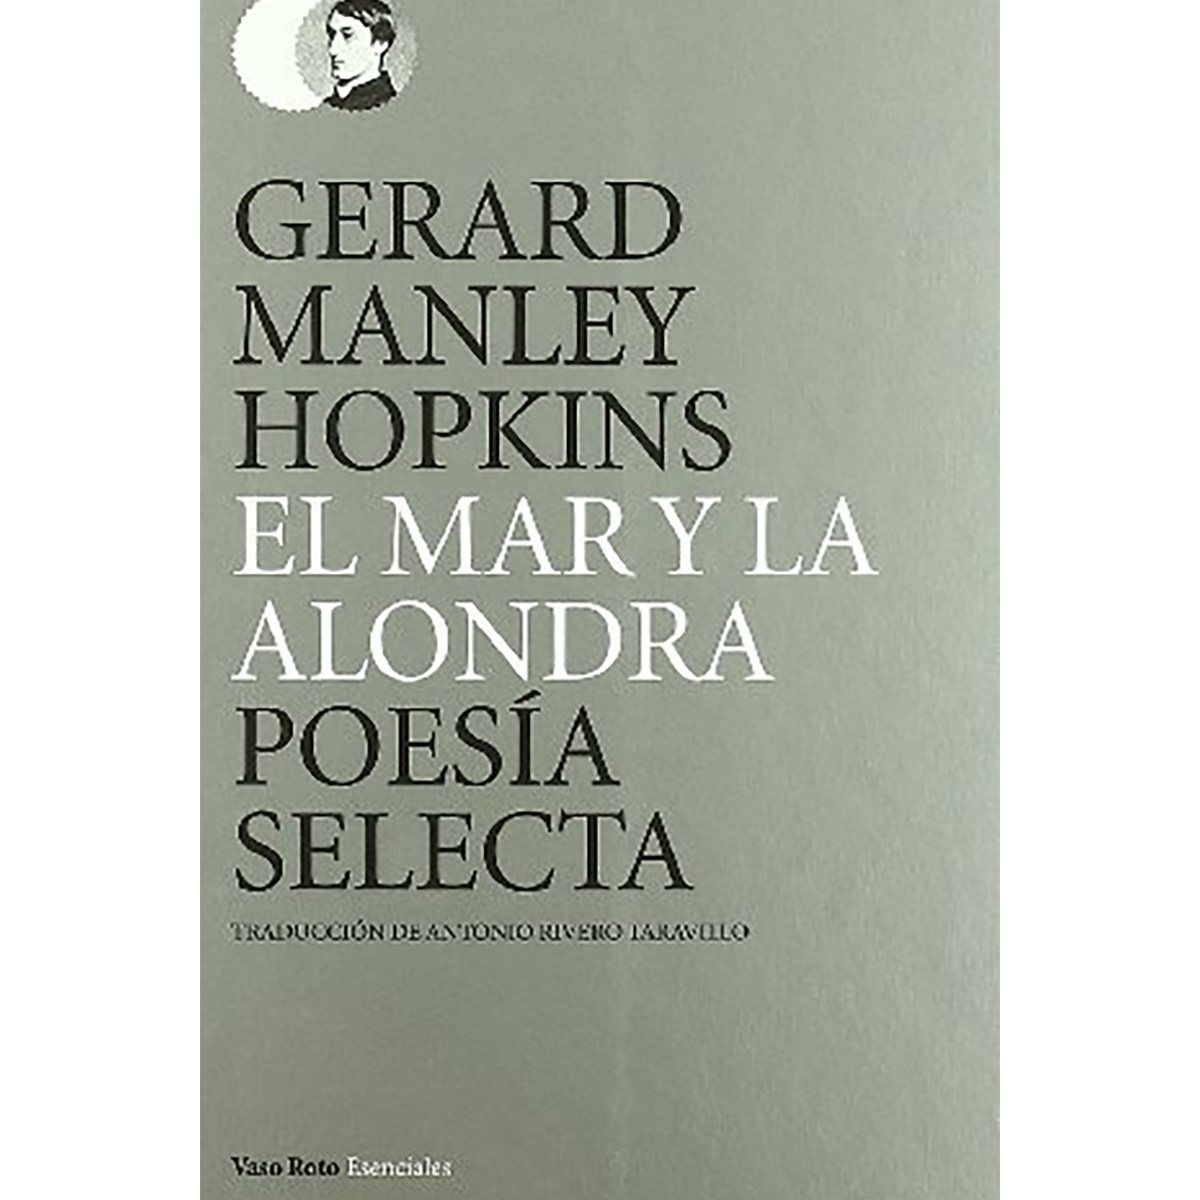 GERARD
MANLEY
HOPKINS
EL MAR Y LA
ALONDRA
POESÍA
SELECTA
TRADUCCIÓN DE ANTONIO RIVERO TARAVILLO
Vaso Roto Esenciales